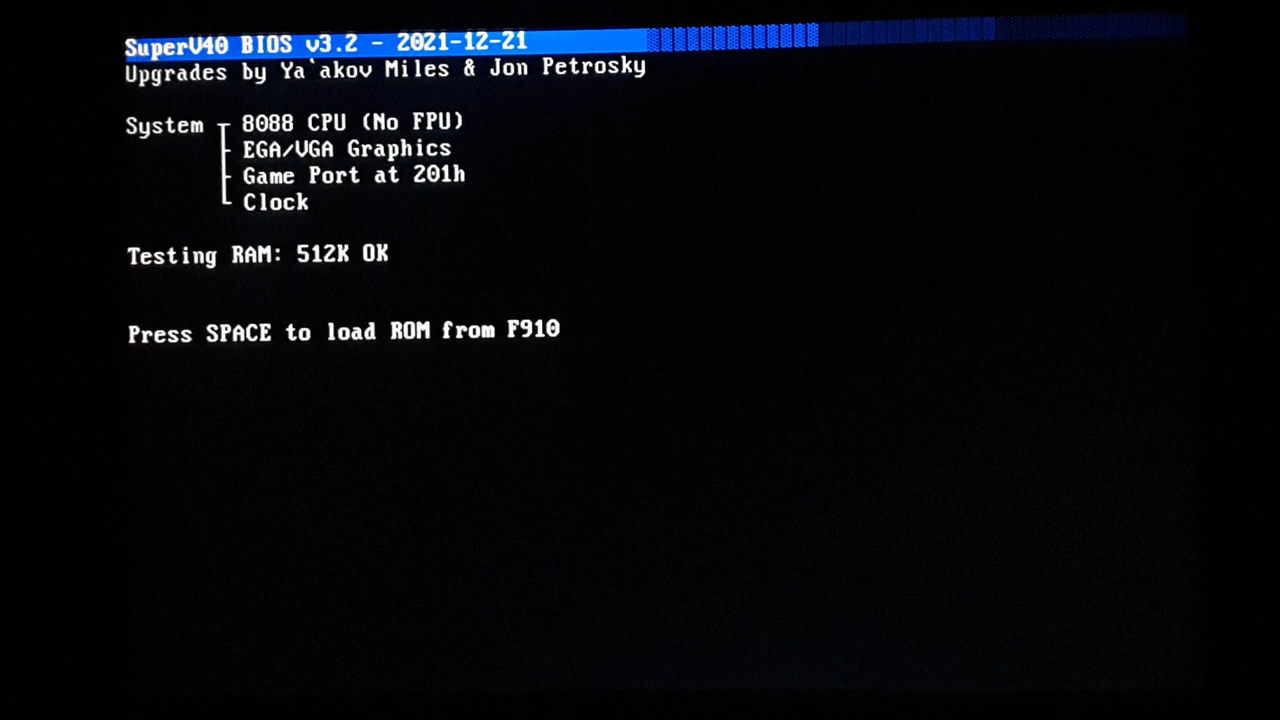 SuperV40 BIOS v3.2 - 2021-12-21
Upgrades by Ya`akov Miles & Jon Petrosky
System ┬ 8088 CPU (No FPU)
├ EGA/VGA Graphics
├ Game Port at 201h
└ Clock
Testing RAM: 512K OK
Press SPACE to load ROM from F910